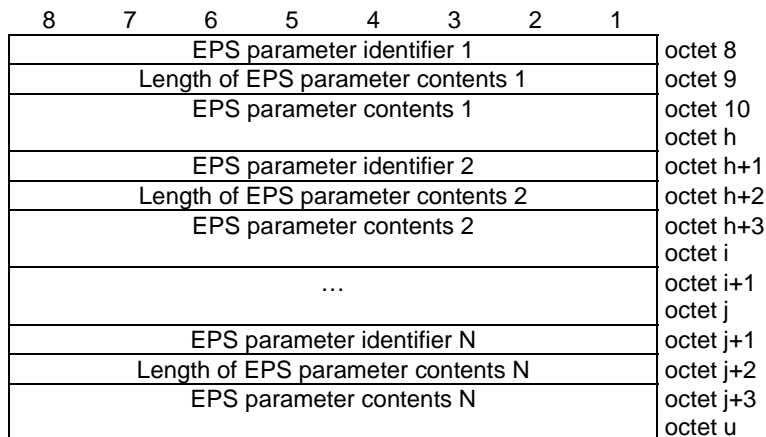 8 7 6 5 4 3 2 1
EPS parameter identifier 1 octet 8
Length of EPS parameter contents 1 octet 9
EPS parameter contents 1 octet 10
octet h
EPS parameter identifier 2 octet h+1
Length of EPS parameter contents 2 octet h+2
EPS parameter contents 2 octet h+3
octet i
… octet i+1
octet j
EPS parameter identifier N octet j+1
Length of EPS parameter contents N octet j+2
EPS parameter contents N octet j+3
octet u